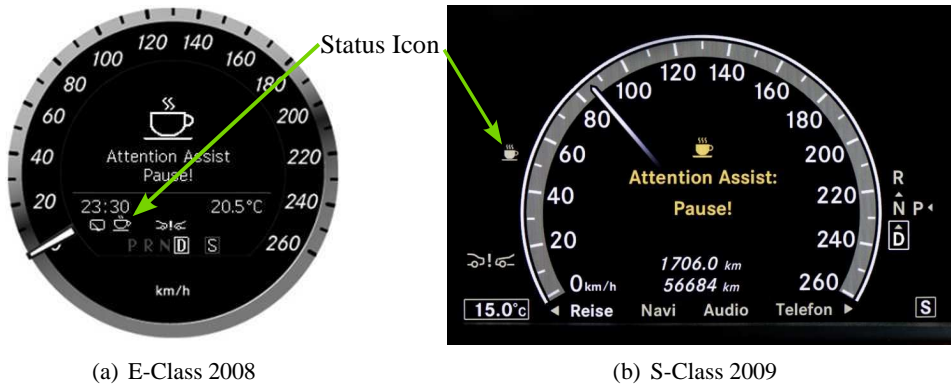 Status Icon
120 140
100 160
80 180
60 200
40 220
20 240
260
Attention Assist
Pause!
23:30 20.5°C
P R N D S
km/h
120 140
100 160
80 180
60 200
40 220
20 240
0 km/h 260
Attention Assist:
Pause!
1706.0 km
56684 km
R
N P
D
15.0°c Reise Navi Audio Telefon S
(a) E-Class 2008
(b) S-Class 2009